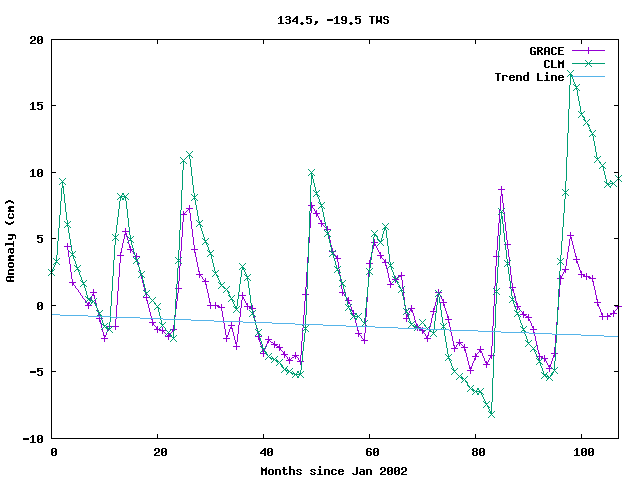 134.5, -19.5 TWS
GRACE
CLM
Trend Line
20
15
10
5
0
-5
-10
Anomaly (cm)
0 20 40 60 80 100
Months since Jan 2002